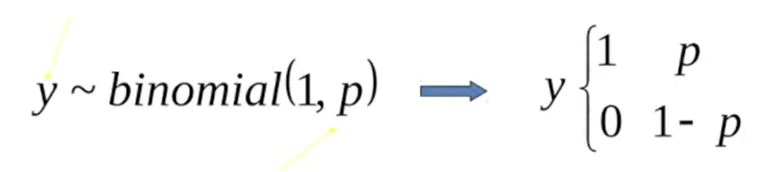 y ~ binomial(1, p)
y { 1 p
0 1- p